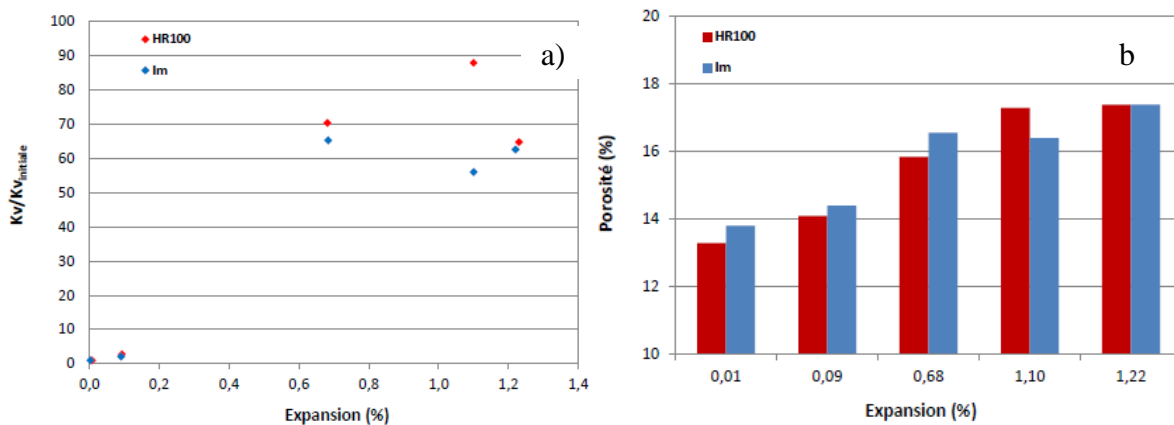 a)
HR100
Im
100
90
80
70
60
50
40
30
20
10
0
Kv/Kvinitiale
0,0 0,2 0,4 0,6 0,8 1,0 1,2 1,4
Expansion (%)
b
HR100
Im
20
18
16
14
12
10
Porosité (%)
0,01 0,09 0,68 1,10 1,22
Expansion (%)